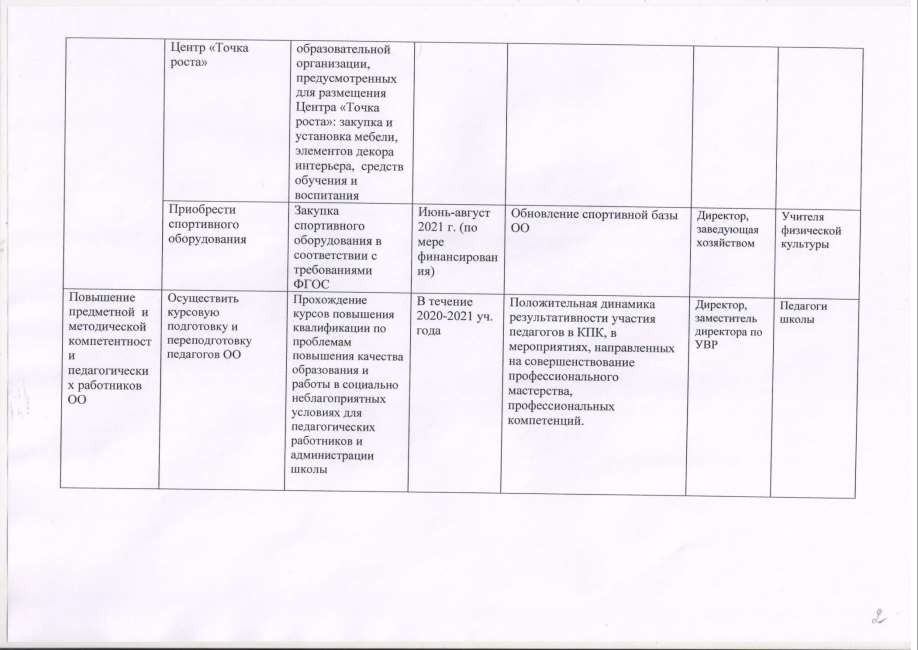 Центр «Точка
роста»
образовательной
организации,
предусмотренных
для размещения
Центра «Точка
роста»: закупка и
установка мебели,
элементов декора
интерьера, средств
обучения и
воспитания
Приобрести
спортивного
оборудования
Закупка
спортивного
оборудования в
соответствии с
требованиями
ФГОС
Июнь-август
2021 г. (по
мере
финансирован
ия)
Обновление спортивной базы
ОО
Директор,
заведующая
хозяйством
Учителя
физической
культуры
Повышение
предметной и
методической
компетентност
и
педагогически
х работников
ОО
Осуществить
курсовую
подготовку и
переподготовку
педагогов ОО
Прохождение
курсов повышения
квалификации по
проблемам
повышения качества
образования и
работы в социально
неблагоприятных
условиях для
педагогических
работников и
администрации
школы
В течение
2020-2021 уч.
года
Положительная динамика
результативности участия
педагогов в КПК, в
мероприятиях, направленных
на совершенствование
профессионального
мастерства,
профессиональных
компетенций.
Директор,
заместитель
директора по
УВР
Педагоги
школы
2